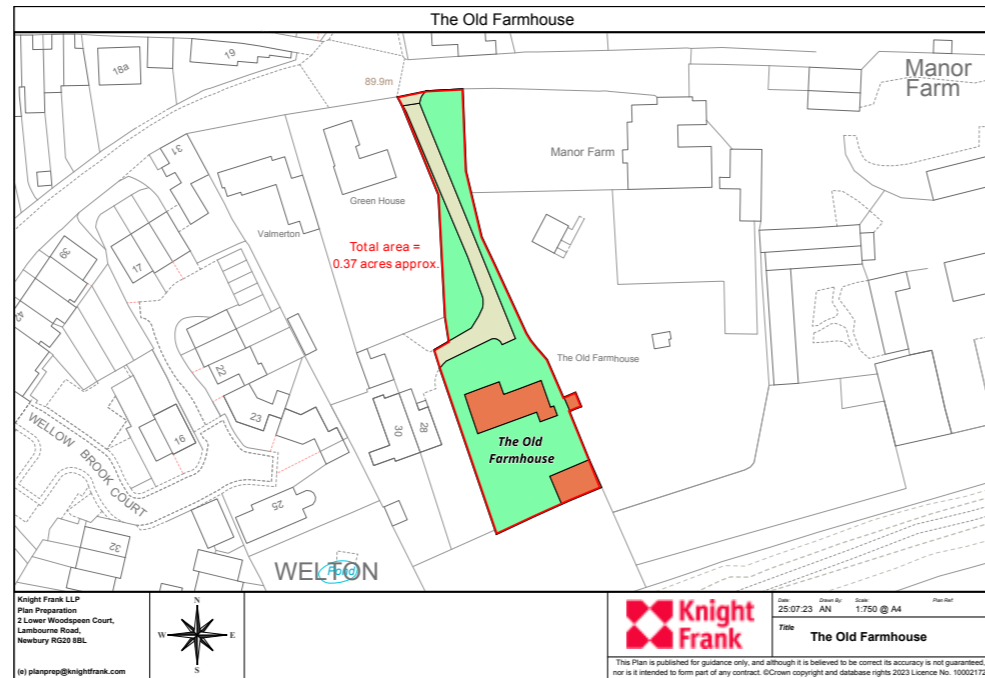 The Old Farmhouse
18a
19
89.9m
Manor
Farm
31
Manor Farm
Green House
Valmerton
Total area =
0.37 acres approx.
39
17
42
The Old Farmhouse
22
23
30
28
16
WELLOW BROOK COURT
The Old
Farmhouse
25
32
WELTON
Pond
Knight Frank LLP
Plan Preparation
2 Lower Woodspeen Court,
Lambourne Road,
Newbury RG20 8BL
(e) planprep@knightfrank.com
N
W
E
S
Knight
Frank
Date: Drawn By: Scale: Plan Ref:
25:07:23 AN 1:750 @ A4
Title
The Old Farmhouse
This Plan is published for guidance only, and although it is believed to be correct its accuracy is not guaranteed,
nor is it intended to form part of any contract. ©Crown copyright and database rights 2023 Licence No. 10002172